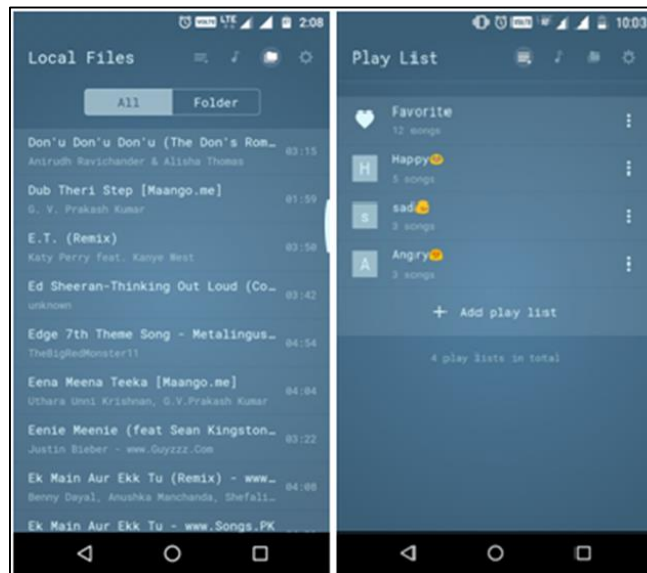 VOLTE LTE 2:08
Local Files
All Folder
Don'u Don'u Don'u (The Don's Rom…
Anirudh Ravichander & Alisha Thomas
03:15
Dub Theri Step [Maango.me]
G. V. Prakash Kumar
01:59
E.T. (Remix)
Katy Perry feat. Kanye West
03:50
Ed Sheeran-Thinking Out Loud (Co…
unknown
03:42
Edge 7th Theme Song - Metalingus…
TheBigRedMonster11
04:54
Eena Meena Teeka [Maango.me]
Uthara Unni Krishnan, G.V.Prakash Kumar
04:04
Eenie Meenie (feat Sean Kingston…
Justin Bieber - www.Guyzzz.Com
03:22
Ek Main Aur Ekk Tu (Remix) - www…
Benny Dayal, Anushka Manchanda, Shefali…
04:08
Ek Main Aur Ekk Tu - www.Songs.PK
VOLTE 10:03
Play List
Favorite
12 songs
H
Happy
5 songs
s
sad
3 songs
A
Angry
3 songs
+ Add play list
4 play lists in total